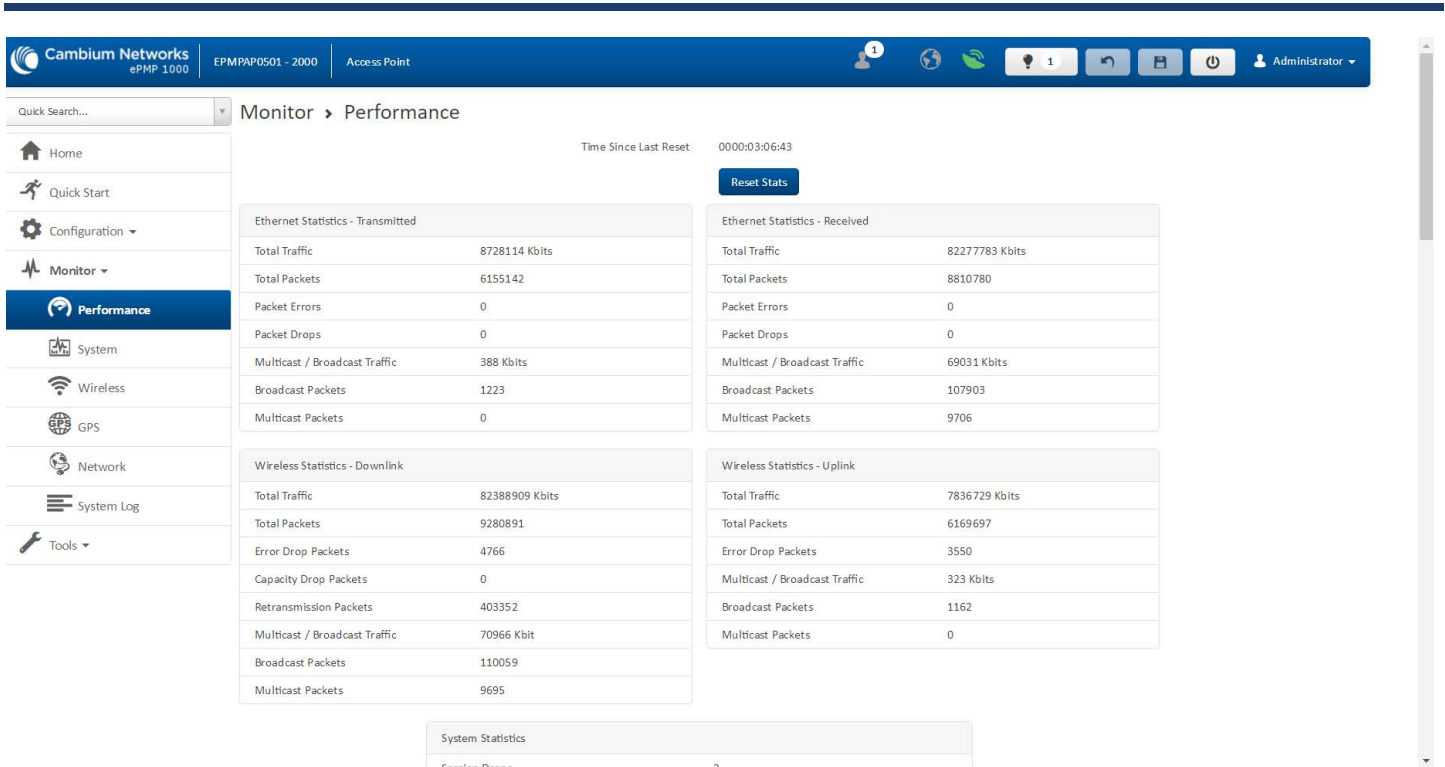 Cambium Networks
ePMP 1000
EPMPAP0501 - 2000
Access Point
1
1
Administrator
Quick Search...
Home
Quick Start
Configuration
Monitor
Performance
System
Wireless
GPS
GPS
Network
System Log
Tools
Monitor > Performance
Time Since Last Reset 0000:03:06:43
Reset Stats
Ethernet Statistics - Transmitted
Total Traffic 8728114 Kbits
Total Packets 6155142
Packet Errors 0
Packet Drops 0
Multicast / Broadcast Traffic 388 Kbits
Broadcast Packets 1223
Multicast Packets 0
Ethernet Statistics - Received
Total Traffic 82277783 Kbits
Total Packets 8810780
Packet Errors 0
Packet Drops 0
Multicast / Broadcast Traffic 69031 Kbits
Broadcast Packets 107903
Multicast Packets 9706
Wireless Statistics - Downlink
Total Traffic 82388909 Kbits
Total Packets 9280891
Error Drop Packets 4766
Capacity Drop Packets 0
Retransmission Packets 403352
Multicast / Broadcast Traffic 70966 Kbit
Broadcast Packets 110059
Multicast Packets 9695
Wireless Statistics - Uplink
Total Traffic 7836729 Kbits
Total Packets 6169697
Error Drop Packets 3550
Multicast / Broadcast Traffic 323 Kbits
Broadcast Packets 1162
Multicast Packets 0
System Statistics